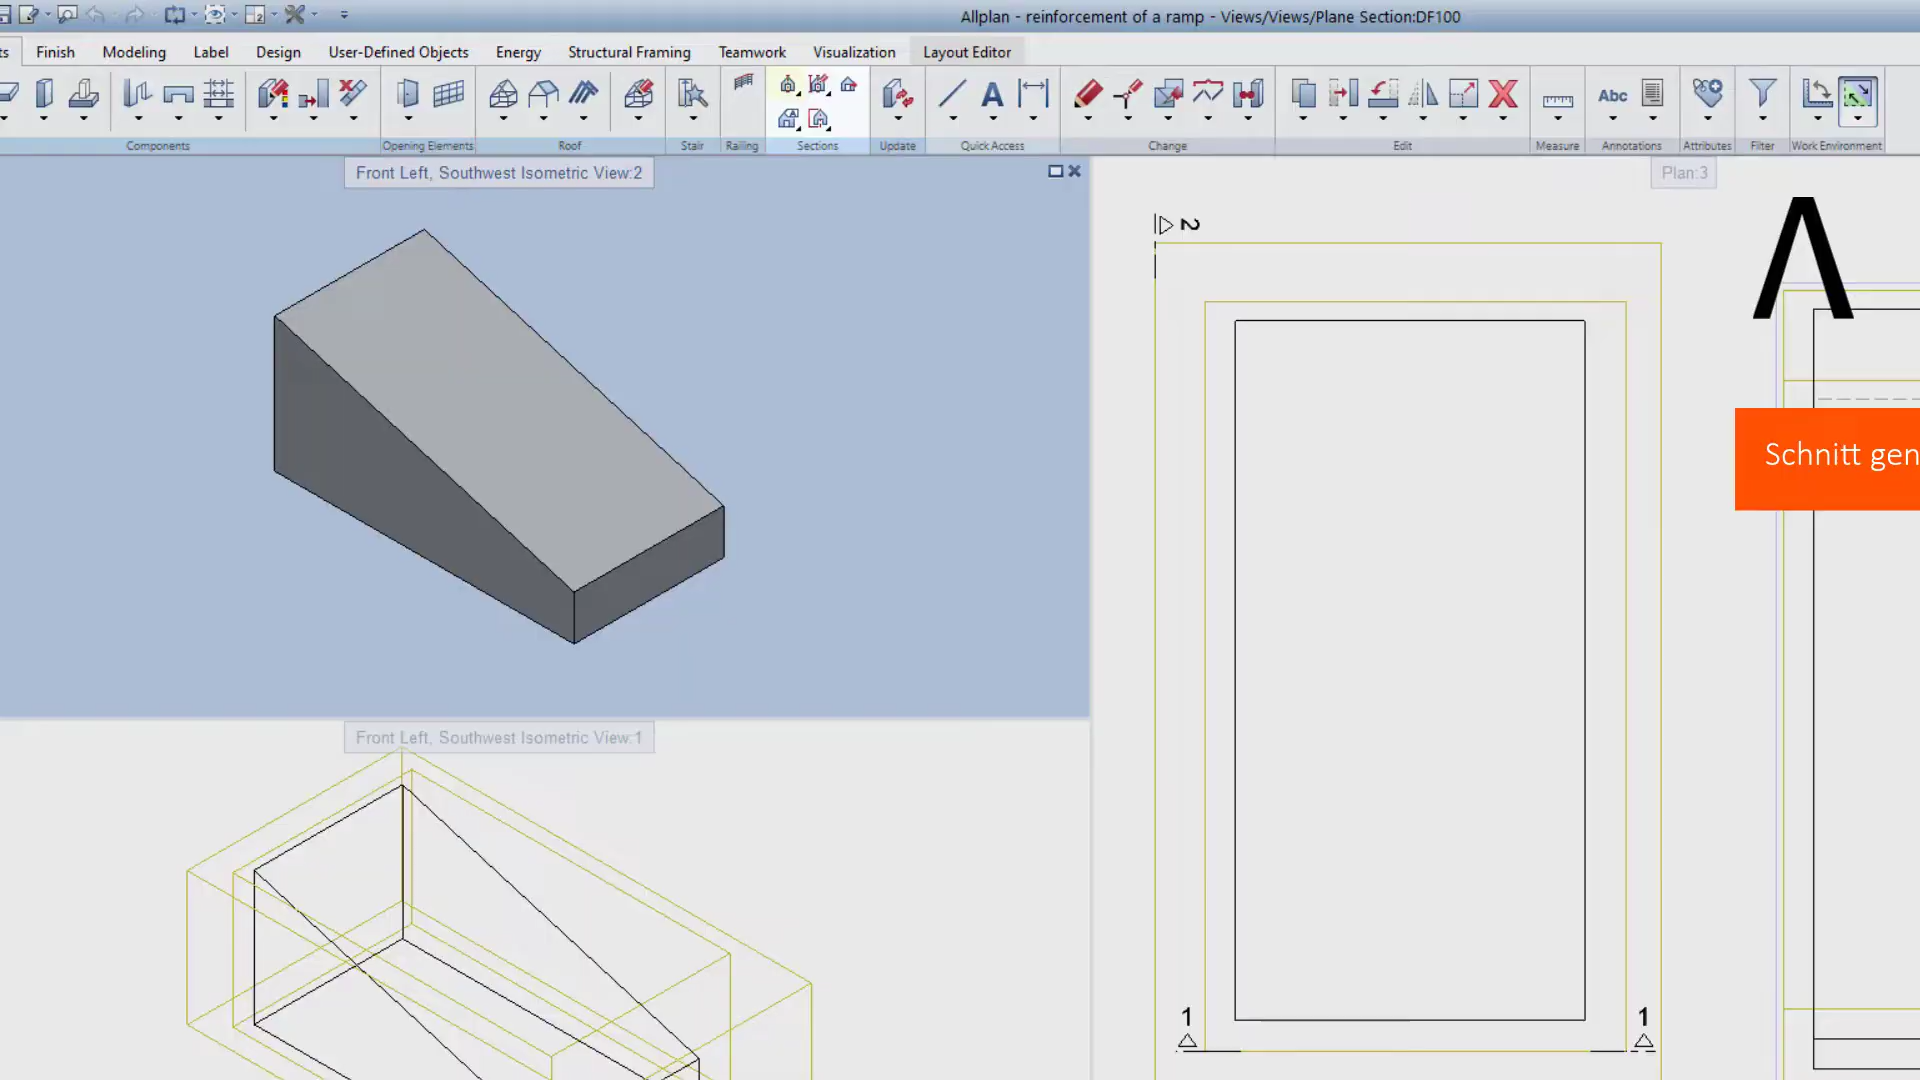 Allplan - reinforcement of a ramp - Views/Views/Plane Section:DF100
Finish Modeling Label Design User-Defined Objects Energy Structural Framing Teamwork Visualization Layout Editor
A Abc
Components Opening Elements Roof Stair Railing Sections Update Quick Access Change Edit Measure Annotations Attributes Filter Work Environment
Front Left, Southwest Isometric View:2
Plan:3
2
Schnitt gen
Front Left, Southwest Isometric View:1
1 1